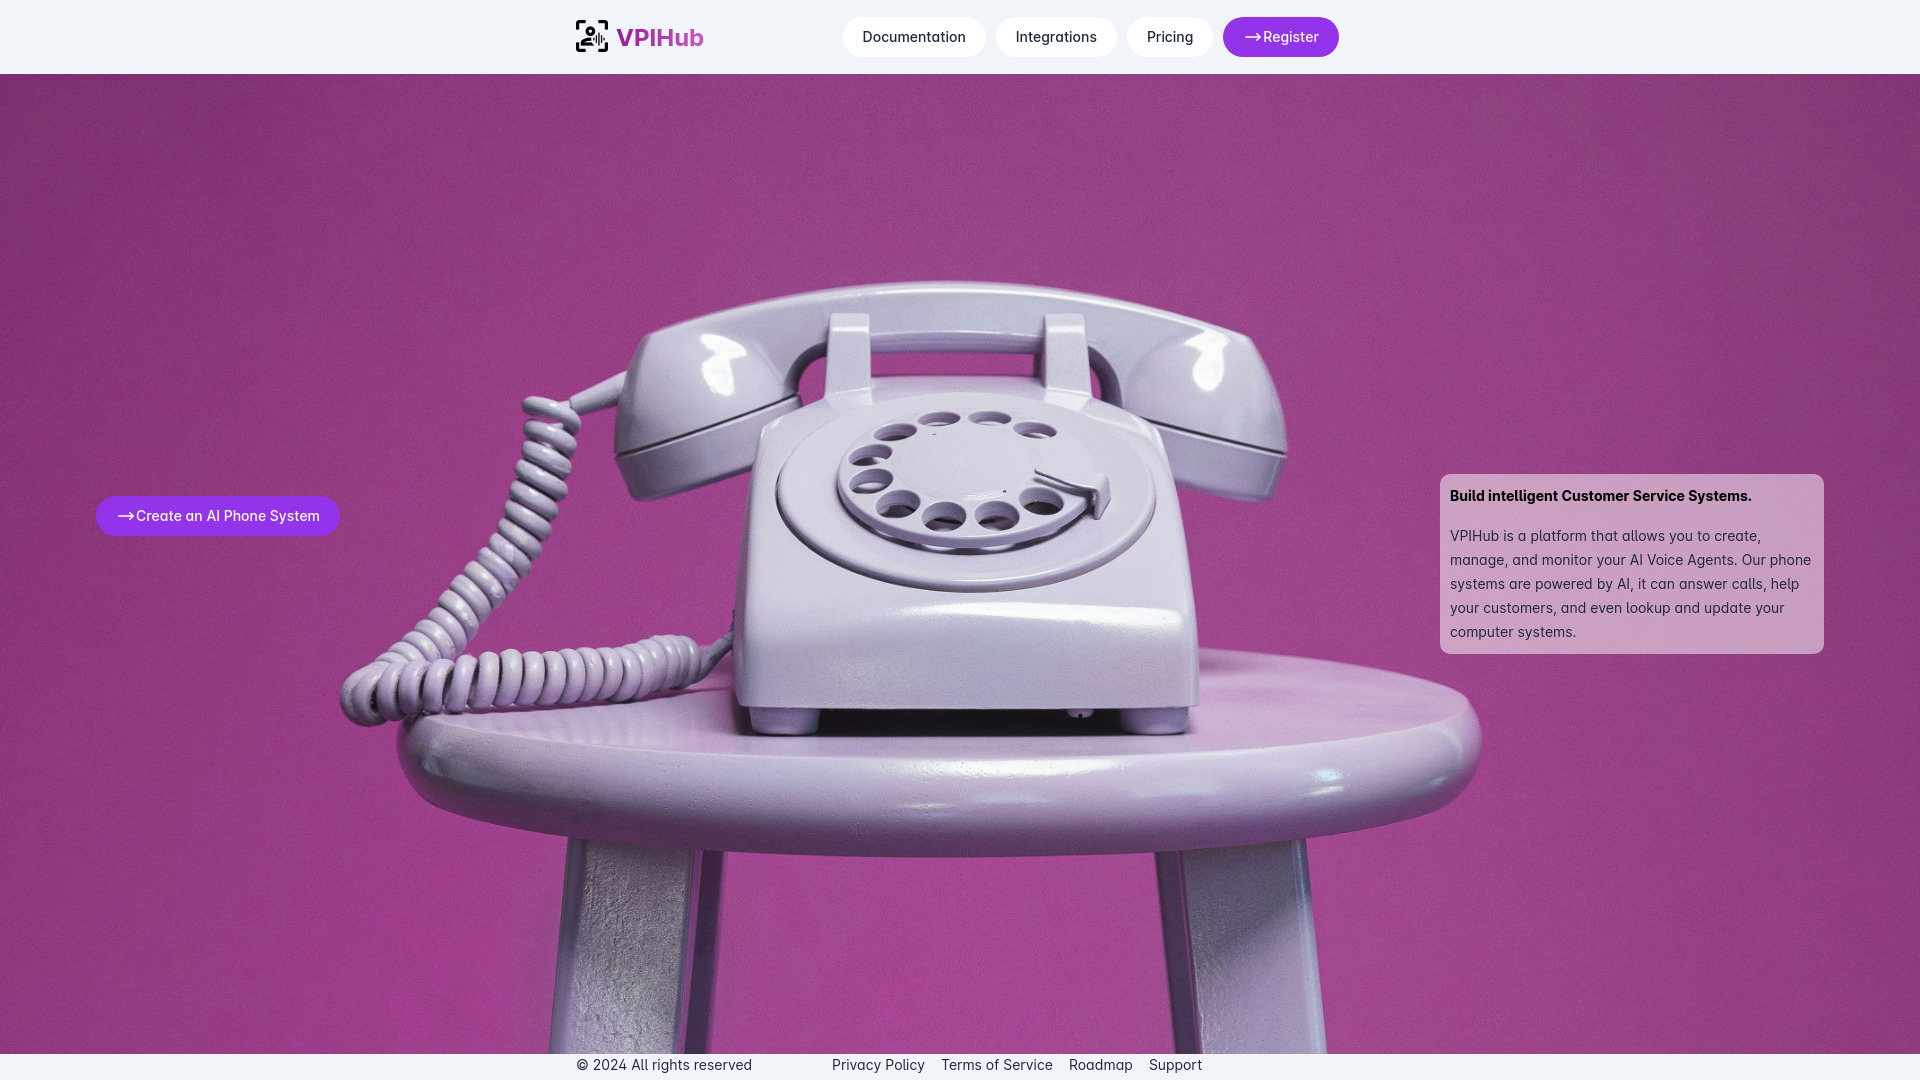 VPIHub
Documentation
Integrations
Pricing
Register
Create an AI Phone System
Build intelligent Customer Service Systems.
VPIHub is a platform that allows you to create,
manage, and monitor your AI Voice Agents. Our phone
systems are powered by AI, it can answer calls, help
your customers, and even lookup and update your
computer systems.
© 2024 All rights reserved
Privacy Policy
Terms of Service
Roadmap
Support